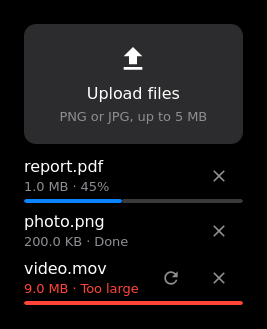 Upload files
PNG or JPG, up to 5 MB
report.pdf
1.0 MB · 45%
photo.png
200.0 KB · Done
video.mov
9.0 MB · Too large